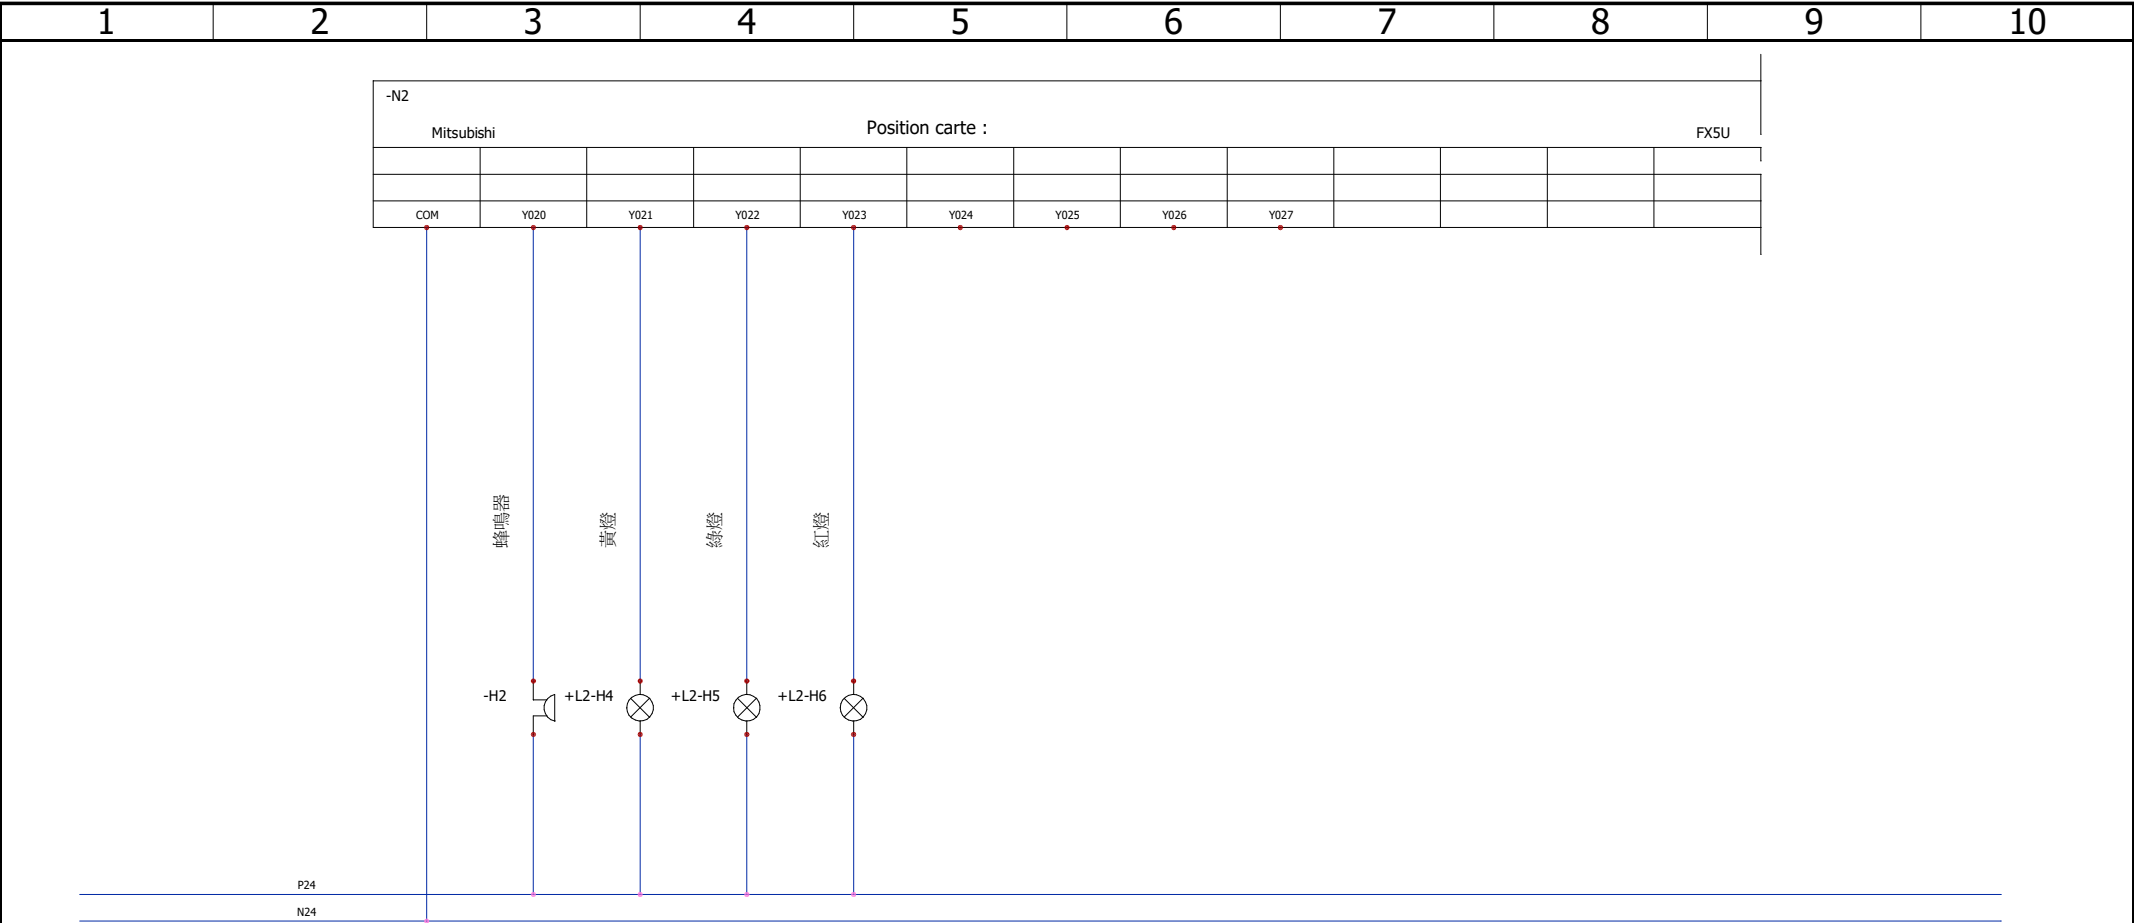 1 2 3 4 5 6 7 8 9 10
-N2
Mitsubishi Position carte : FX5U
COM Y020 Y021 Y022 Y023 Y024 Y025 Y026 Y027
蜂鳴器
黃燈
綠燈
紅燈
-H2 +L2-H4 +L2-H5 +L2-H6
P24
N24